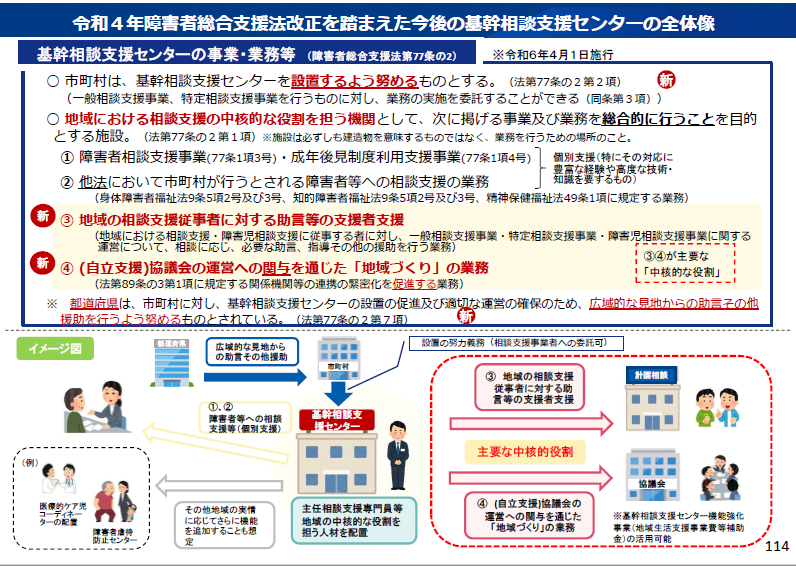 令和４年障害者総合支援法改正を踏まえた今後の基幹相談支援センターの全体像
基幹相談支援センターの事業・業務等（障害者総合支援法第77条の2）
※令和６年４月１日施行
○ 市町村は、基幹相談支援センターを設置するよう努めるものとする。（法第77条の２第２項）
新
（一般相談支援事業、特定相談支援事業を行うものに対し、業務の実施を委託することができる（同条第３項））
○ 地域における相談支援の中核的な役割を担う機関として、次に掲げる事業及び業務を総合的に行うことを目的
とする施設。（法第77条の２第１項）※施設は必ずしも建造物を意味するものではなく、業務を行うための場所のこと。
① 障害者相談支援事業(77条1項3号)・成年後見制度利用支援事業(77条1項4号)
② 他法において市町村が行うとされる障害者等への相談支援の業務
（身体障害者福祉法9条5項2号及び3号、知的障害者福祉法9条5項2号及び3号、精神保健福祉法49条1項に規定する業務）
個別支援（特にその対応に
豊富な経験や高度な技術・
知識を要するもの）
新
③ 地域の相談支援従事者に対する助言等の支援者支援
（地域における相談支援・障害児相談支援に従事する者に対し、一般相談支援事業・特定相談支援事業・障害児相談支援事業に関する
運営について、相談に応じ、必要な助言、指導その他の援助を行う業務）
新
④ (自立支援)協議会の運営への関与を通じた「地域づくり」の業務
（法第89条の3第1項に規定する関係機関等の連携の緊密化を促進する業務）
③④が主要な
「中核的な役割」
※ 都道府県は、市町村に対し、基幹相談支援センターの設置の促進及び適切な運営の確保のため、広域的な見地からの助言その他
援助を行うよう努めるものとされている。（法第77条の２第７項）
新
イメージ図
都道府県
広域的な見地から
の助言その他援助
市町村
設置の努力義務（相談支援事業者への委託可）
①、②
障害者等への相談
支援等（個別支援）
基幹相談支
援センター
③ 地域の相談支援
従事者に対する助
言等の支援者支援
計画相談
主要な中核的役割
協議会
④ (自立支援)協議会の
運営への関与を通じた
「地域づくり」の業務
※基幹相談支援センター機能強化
事業（地域生活支援事業費等補助
金）の活用可能
（例）
医療的ケア児
コーディネー
ターの配置
障害者虐待
防止センター
その他地域の実情
に応じてさらに機能
を追加することも想
定
主任相談支援専門員等
地域の中核的な役割を
担う人材を配置
114